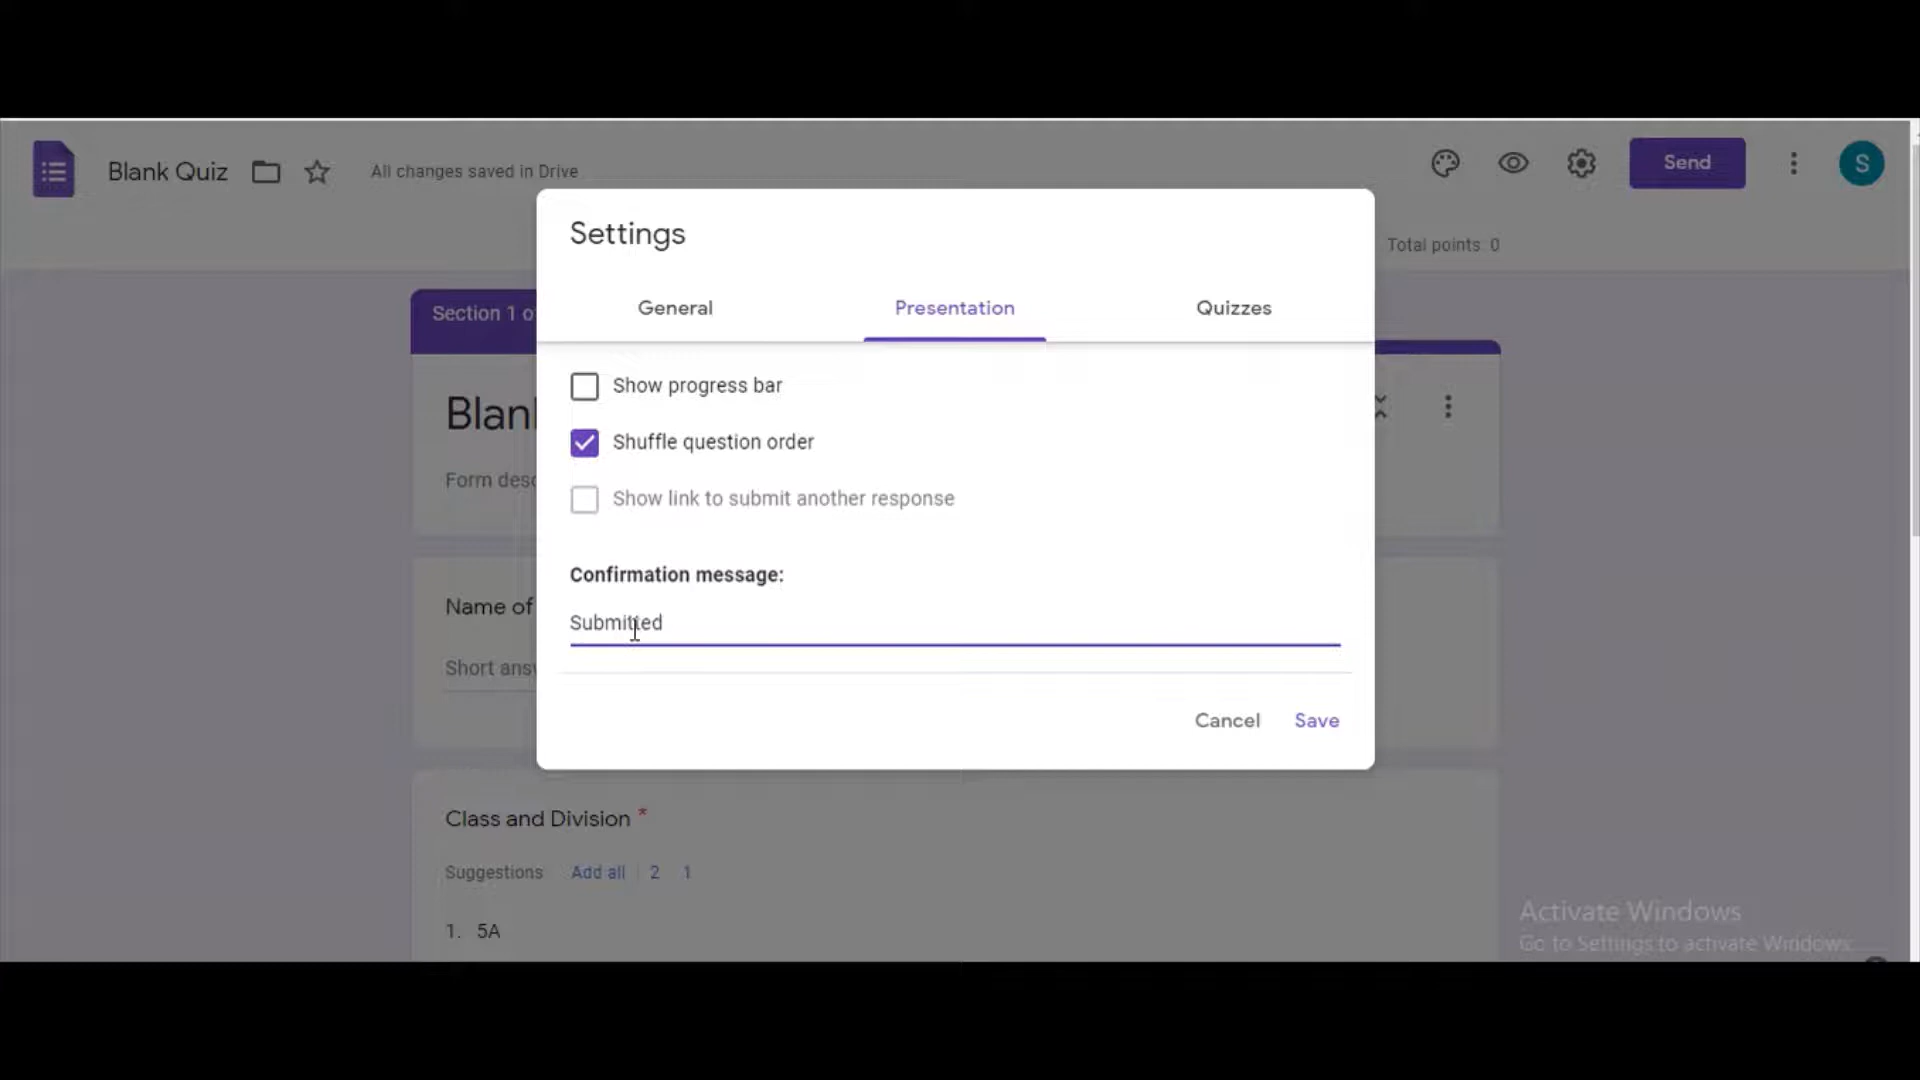 Blank Quiz
All changes saved in Drive
Send
S
Settings
Total points: 0
General
Presentation
Quizzes
Section 1 o
Show progress bar
Blan
Shuffle question order
Form desc
Show link to submit another response
Confirmation message:
Name of
Submitted
Short ans
Cancel
Save
Class and Division *
Suggestions Add all 2 1
1. 5A
Activate Windows
Go to Settings to activate Windows.